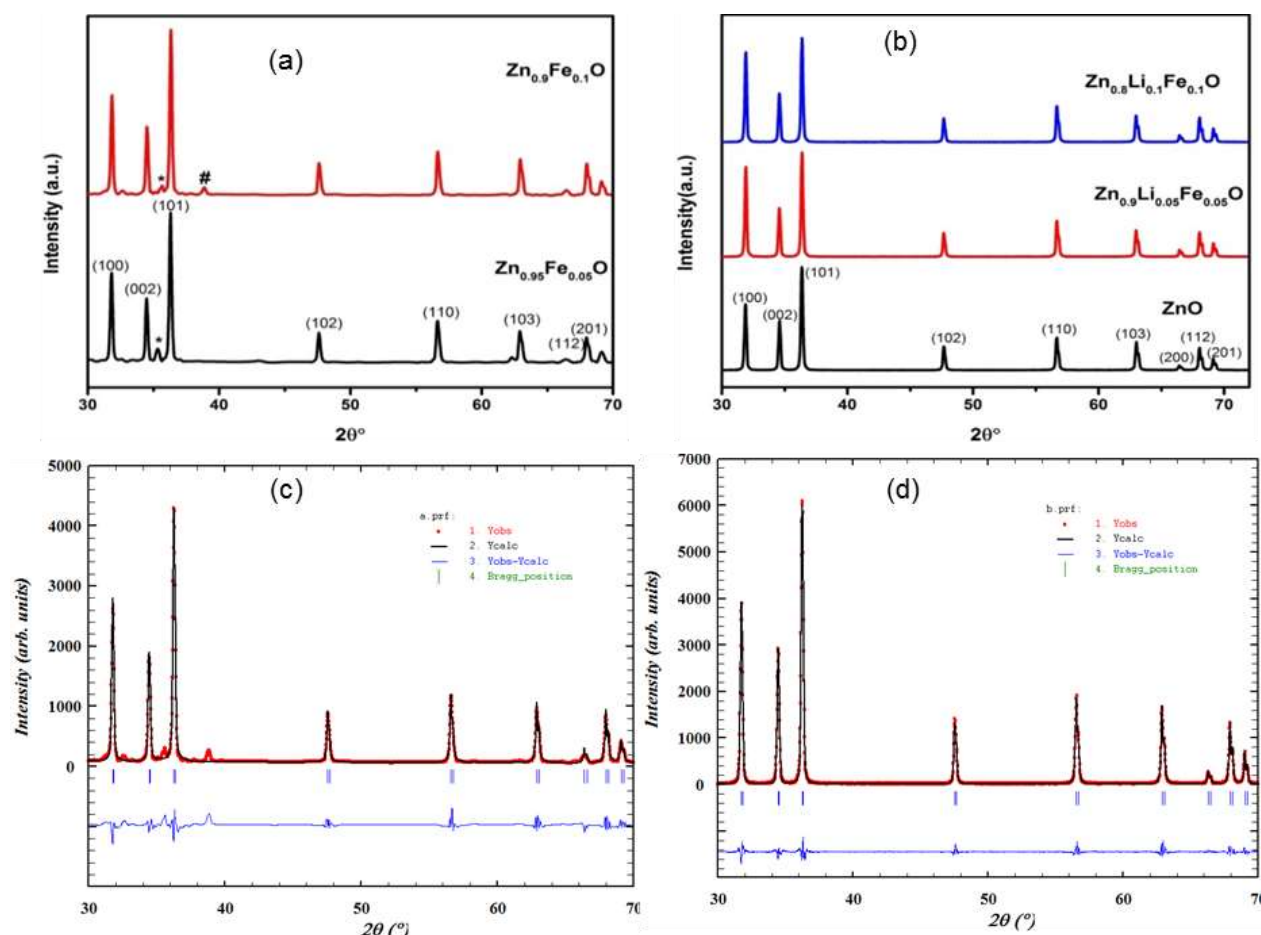 (a)
Zn0.9Fe0.1O
*
#
(101)
(100)
(002)
Zn0.95Fe0.05O
*
(102)
(110)
(103)
(112)
(201)
Intensity (a.u.)
30 40 50 60 70
2θ°
(b)
Zn0.8Li0.1Fe0.1O
Zn0.9Li0.05Fe0.05O
(101)
ZnO
(100)
(002)
(102)
(110)
(103)
(112)
(200)
(201)
Intensity(a.u.)
30 40 50 60 70
2θ°
(c)
a.prf:
1. Yobs
2. Ycalc
3. Yobs-Ycalc
4. Bragg_position
5000
4000
3000
2000
1000
0
Intensity (arb. units)
30 40 50 60 70
2θ (°)
(d)
b.prf:
1. Yobs
2. Ycalc
3. Yobs-Ycalc
4. Bragg_position
7000
6000
5000
4000
3000
2000
1000
0
Intensity (arb. units)
30 40 50 60 70
2θ (°)